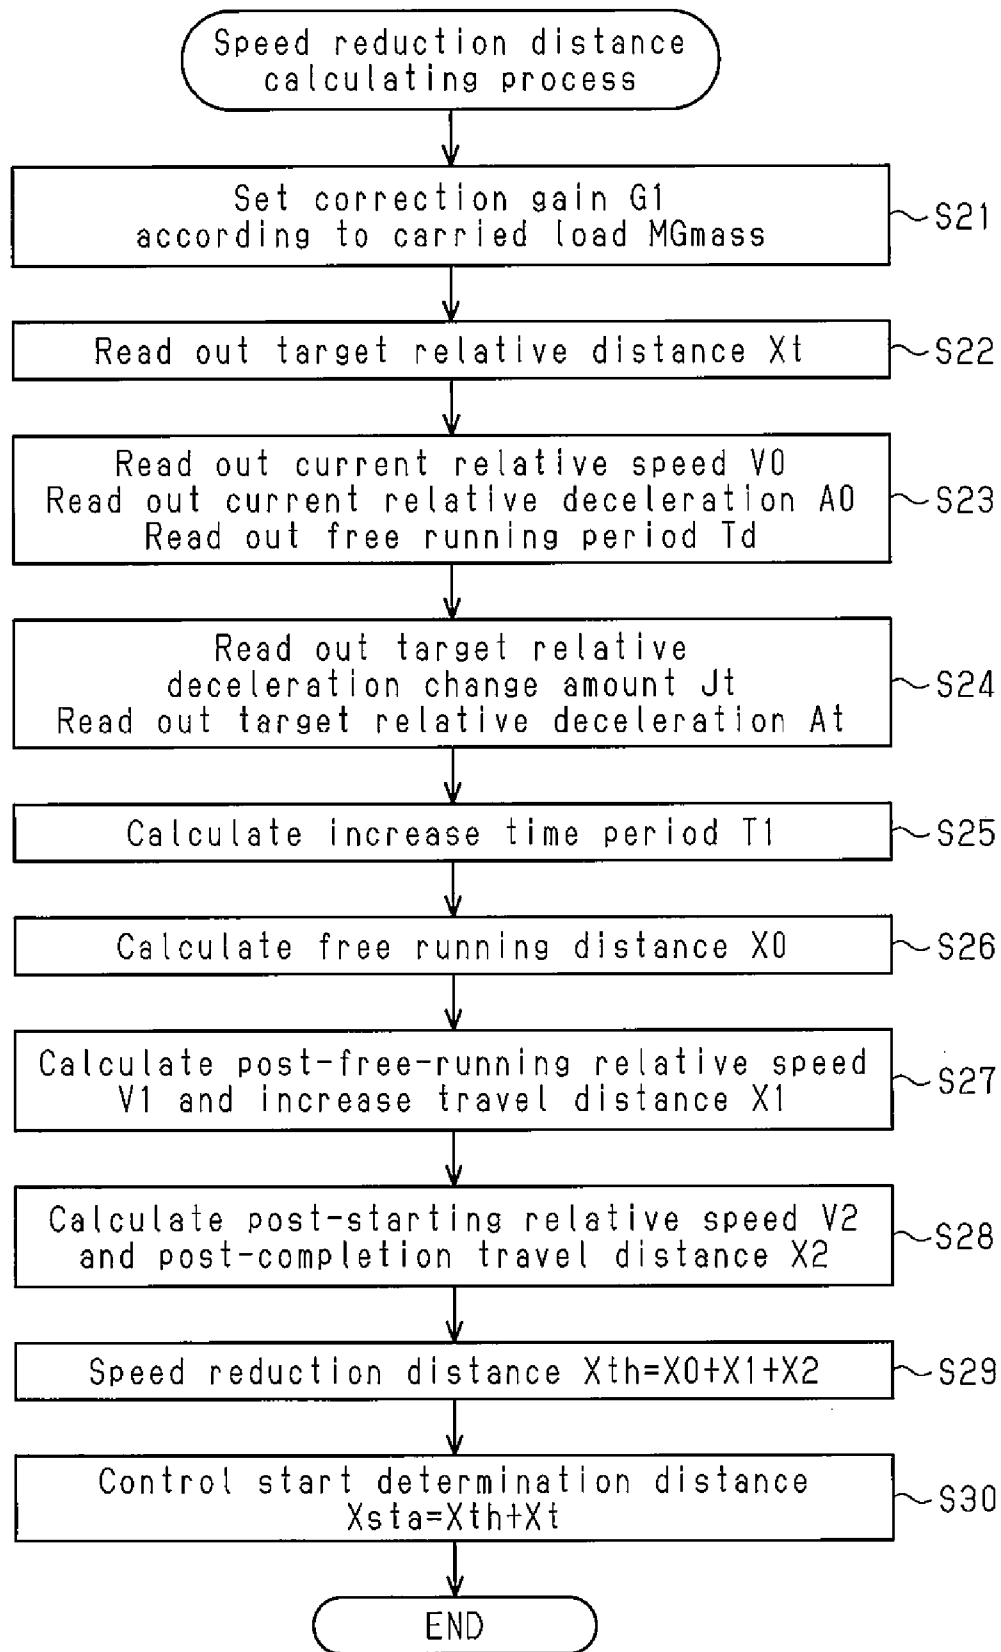 Speed reduction distance
calculating process
Set correction gain G1
according to carried load MGmass
S21
Read out target relative distance Xt
S22
Read out current relative speed V0
Read out current relative deceleration A0
Read out free running period Td
S23
Read out target relative
deceleration change amount Jt
Read out target relative deceleration At
S24
Calculate increase time period T1
S25
Calculate free running distance X0
S26
Calculate post-free-running relative speed
V1 and increase travel distance X1
S27
Calculate post-starting relative speed V2
and post-completion travel distance X2
S28
Speed reduction distance Xth=X0+X1+X2
S29
Control start determination distance
Xsta=Xth+Xt
S30
END